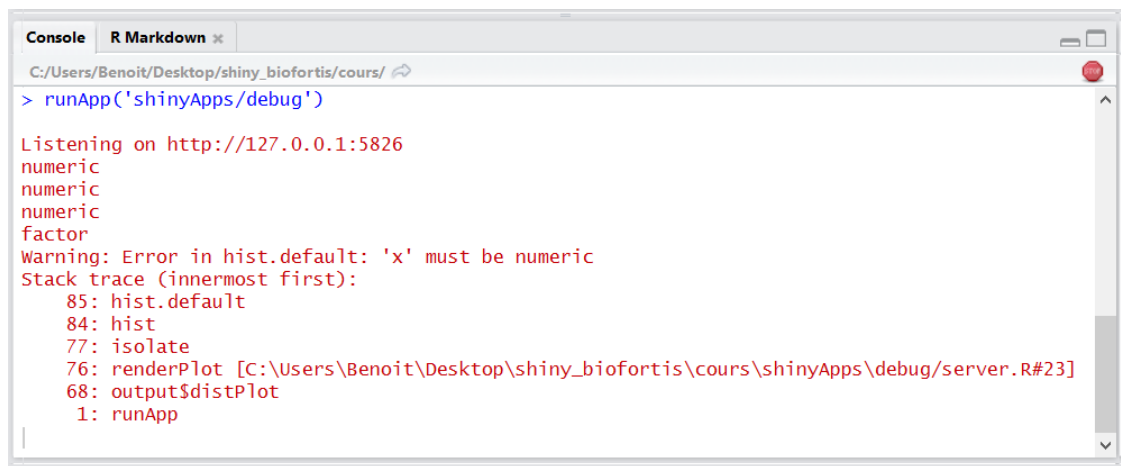 Console R Markdown
C:/Users/Benoit/Desktop/shiny_biofortis/cours/
STOP
> runApp('shinyApps/debug')
Listening on http://127.0.0.1:5826
numeric
numeric
numeric
factor
Warning: Error in hist.default: 'x' must be numeric
Stack trace (innermost first):
    85: hist.default
    84: hist
    77: isolate
    76: renderPlot [C:\Users\Benoit\Desktop\shiny_biofortis\cours\shinyApps\debug/server.R#23]
    68: output$distPlot
     1: runApp